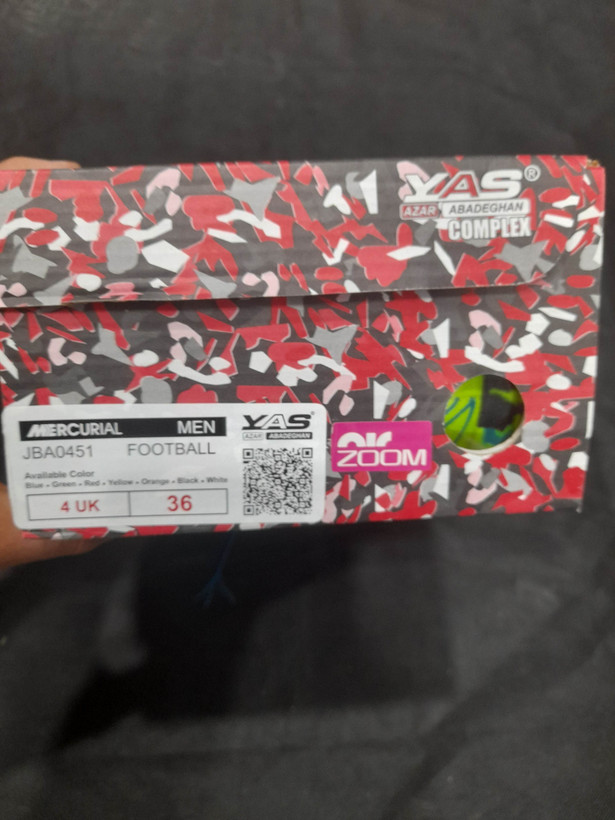 YAS®
AZAR ABADEGHAN
COMPLEX
MERCURIAL MEN
JBA0451 FOOTBALL
Available Color
Blue - Green - Red - Yellow - Orange - Black - White
4 UK 36
YAS®
AZAR ABADEGHAN
air
ZOOM